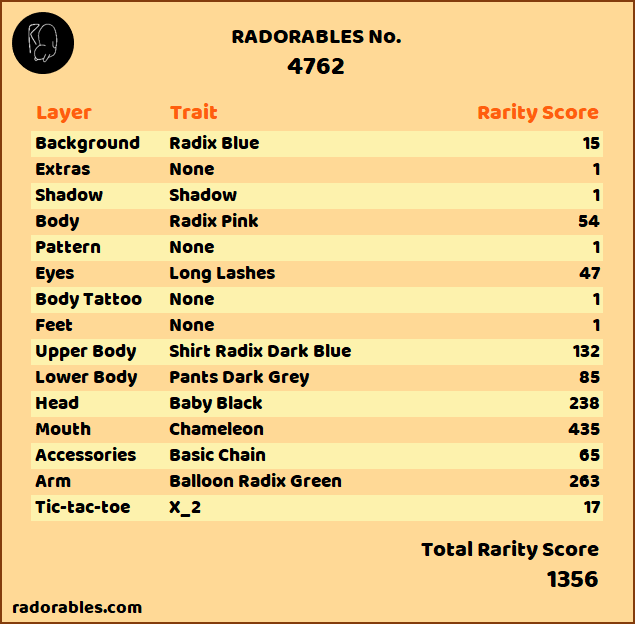 RADORABLES No.
4762
Layer Trait Rarity Score
Background Radix Blue 15
Extras None 1
Shadow Shadow 1
Body Radix Pink 54
Pattern None 1
Eyes Long Lashes 47
Body Tattoo None 1
Feet None 1
Upper Body Shirt Radix Dark Blue 132
Lower Body Pants Dark Grey 85
Head Baby Black 238
Mouth Chameleon 435
Accessories Basic Chain 65
Arm Balloon Radix Green 263
Tic-tac-toe X_2 17
Total Rarity Score
1356
radorables.com